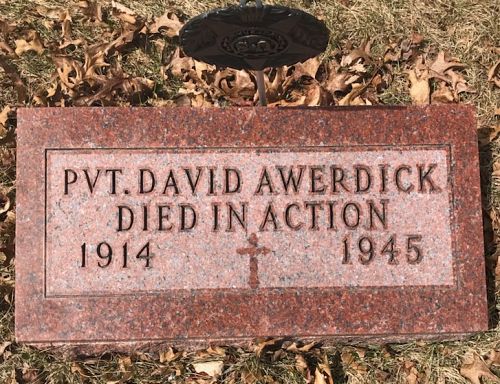 PVT. DAVID AWERDICK
DIED IN ACTION
1914 1945